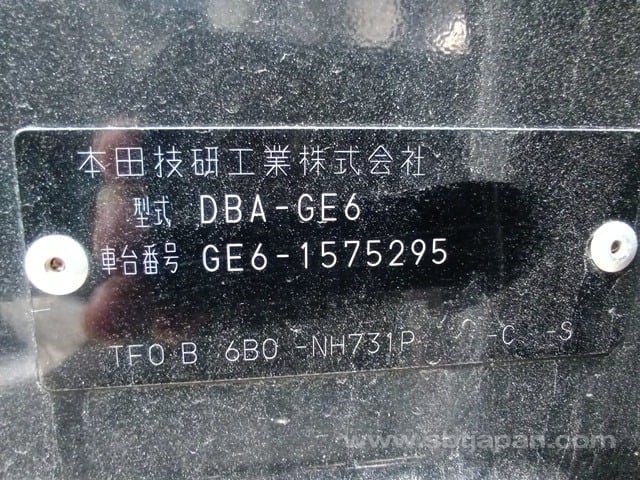 本田技研工業株式会社
型式 DBA-GE6
車台番号 GE6-1575295
TF0 B 6B0 -NH731P -C -S
www.sbtjapan.com